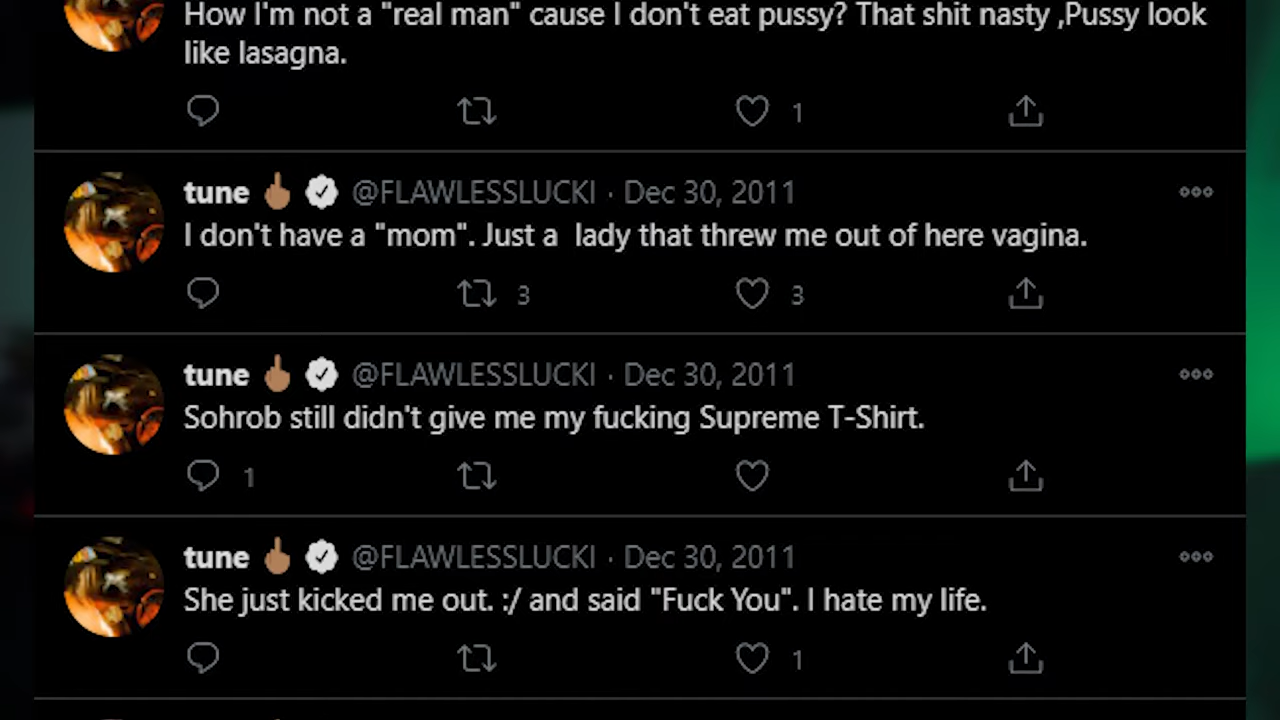 How I'm not a "real man" cause I don't eat pussy? That shit nasty ,Pussy look
like lasagna.
1
tune 🖕🏽 @FLAWLESSLUCKI · Dec 30, 2011
I don't have a "mom". Just a  lady that threw me out of here vagina.
3 3
tune 🖕🏽 @FLAWLESSLUCKI · Dec 30, 2011
Sohrob still didn't give me my fucking Supreme T-Shirt.
1
tune 🖕🏽 @FLAWLESSLUCKI · Dec 30, 2011
She just kicked me out. :/ and said "Fuck You". I hate my life.
1